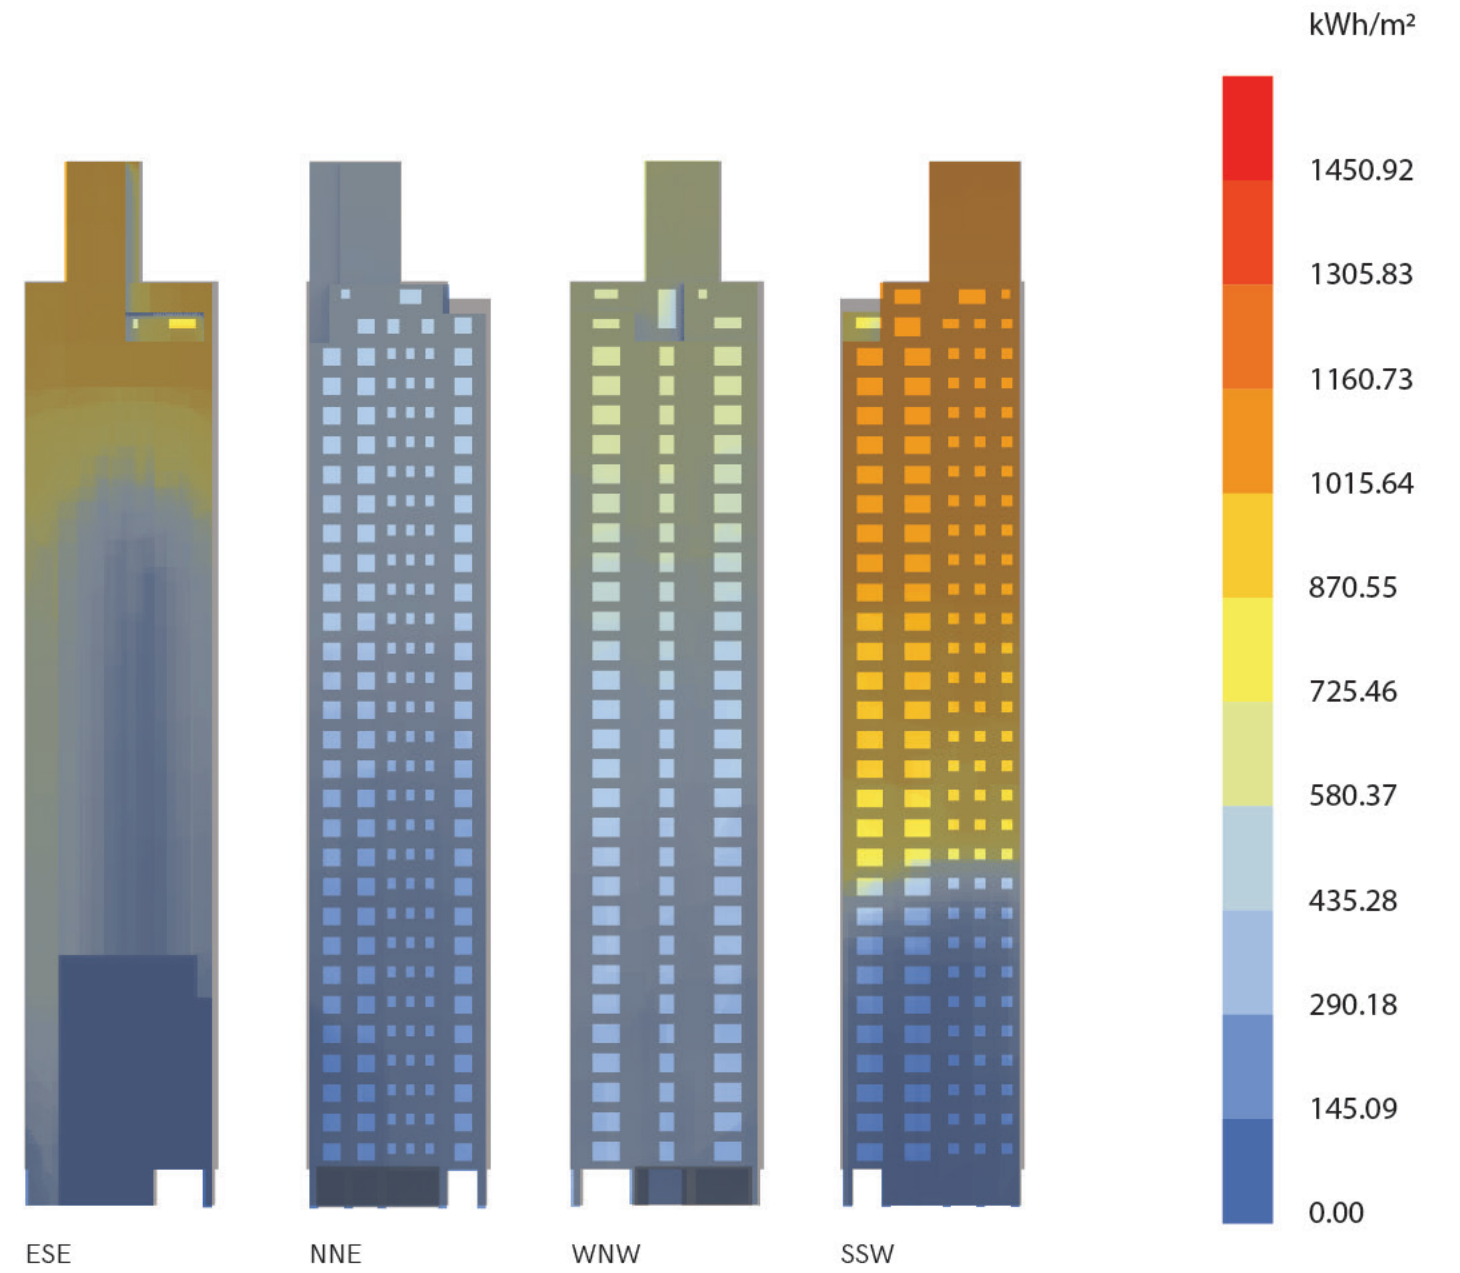 kWh/m²
1450.92
1305.83
1160.73
1015.64
870.55
725.46
580.37
435.28
290.18
145.09
0.00
ESE
NNE
WNW
SSW